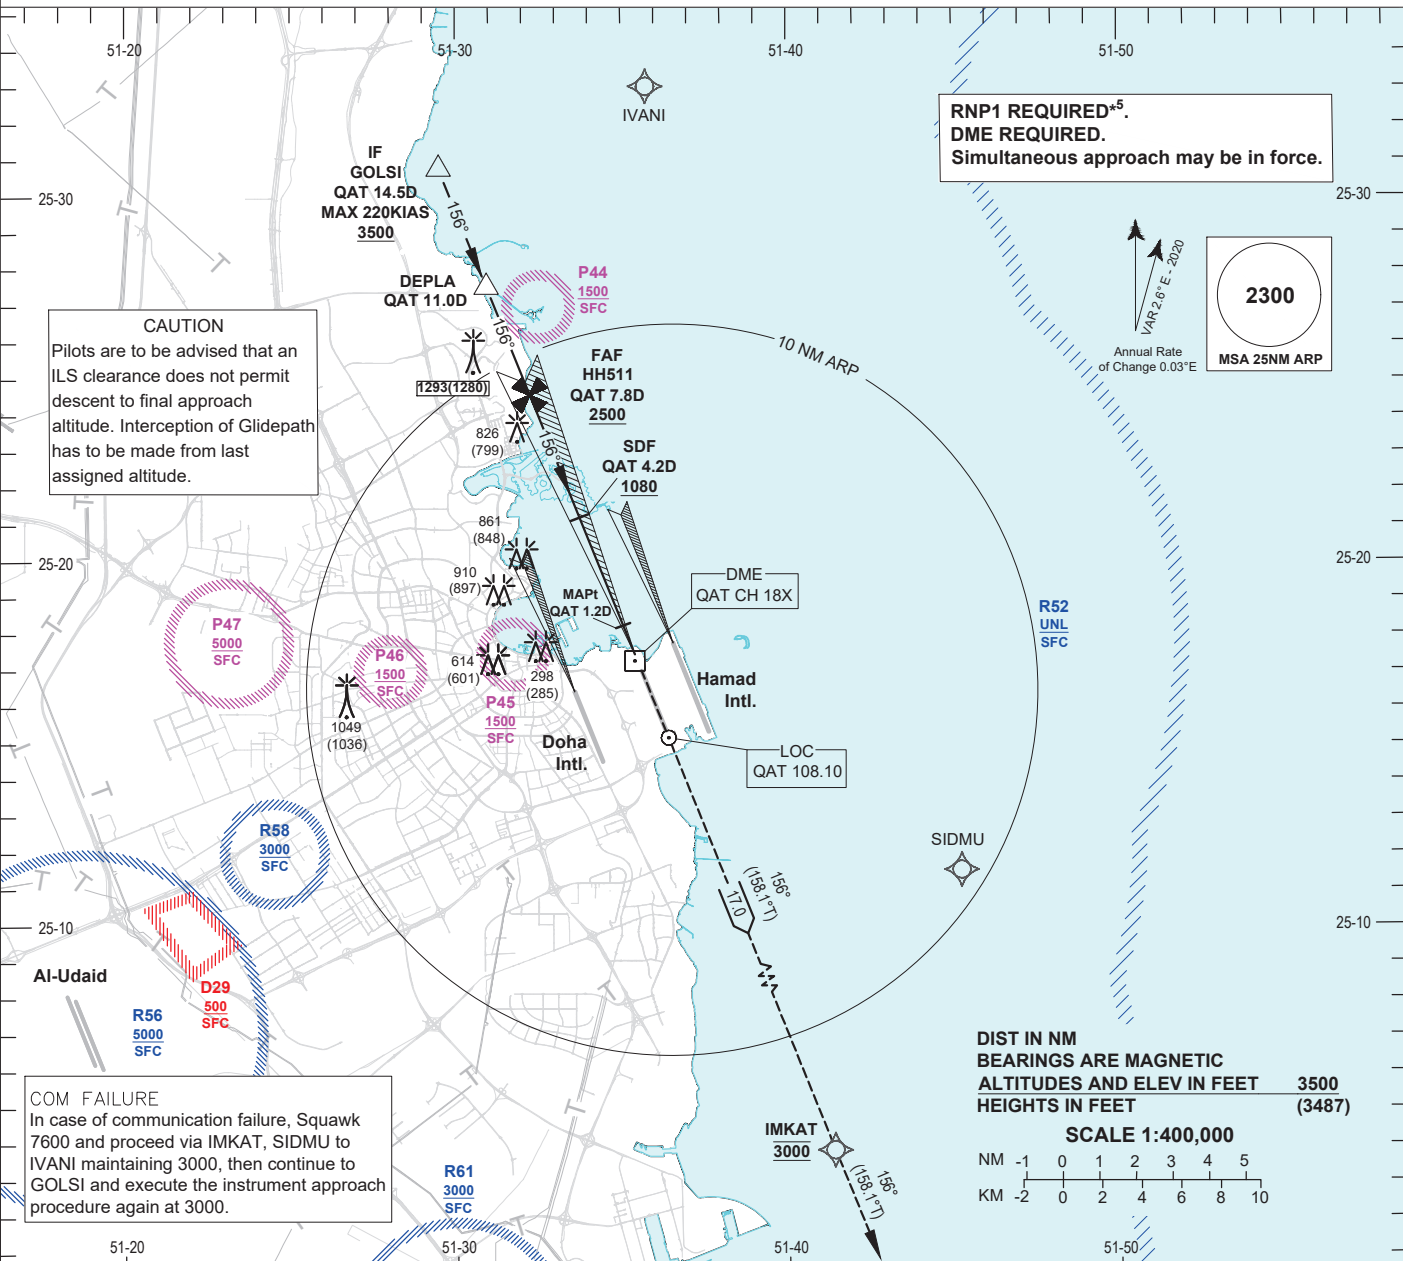 51-20
51-30
51-40
51-50
IVANI
RNP1 REQUIRED*5.
DME REQUIRED.
Simultaneous approach may be in force.
IF
GOLSI
QAT 14.5D
MAX 220KIAS
3500
25-30
25-30
156°
VAR 2.6° E - 2020
Annual Rate
of Change 0.03°E
2300
MSA 25NM ARP
DEPLA
QAT 11.0D
P44
1500
SFC
156°
10 NM ARP
CAUTION
Pilots are to be advised that an
ILS clearance does not permit
descent to final approach
altitude. Interception of Glidepath
has to be made from last
assigned altitude.
1293(1280)
FAF
HH511
QAT 7.8D
2500
826
(799)
156°
SDF
QAT 4.2D
1080
861
(848)
25-20
25-20
910
(897)
MAPt
QAT 1.2D
DME
QAT CH 18X
R52
UNL
SFC
P47
5000
SFC
P46
1500
SFC
614
(601)
298
(285)
P45
1500
SFC
1049
(1036)
Hamad
Intl.
Doha
Intl.
LOC
QAT 108.10
R58
3000
SFC
SIDMU
17.0
156°
(158.1°T)
25-10
25-10
Al-Udaid
D29
500
SFC
R56
5000
SFC
DIST IN NM
BEARINGS ARE MAGNETIC
ALTITUDES AND ELEV IN FEET 3500
HEIGHTS IN FEET (3487)
SCALE 1:400,000
NM -1 0 1 2 3 4 5
KM -2 0 2 4 6 8 10
COM FAILURE
In case of communication failure, Squawk
7600 and proceed via IMKAT, SIDMU to
IVANI maintaining 3000, then continue to
GOLSI and execute the instrument approach
procedure again at 3000.
IMKAT
3000
156°
(158.1°T)
R61
3000
SFC
51-20
51-30
51-40
51-50